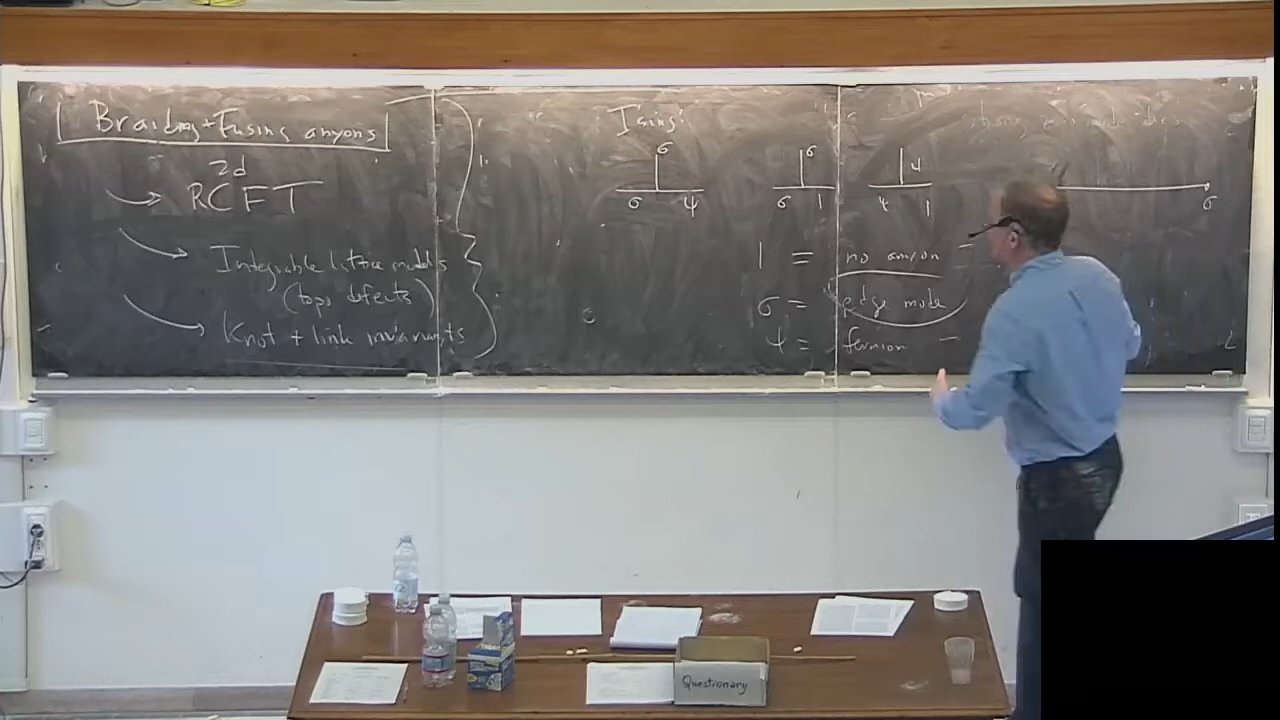 Braiding + Fusing anyons
2d
RCFT
Integrable lattice models
(topo defects)
Knot + link invariants
Ising:
σ
σ ψ
σ
σ 1
ψ
ψ 1
σ
1 = no anyon =
σ = edge mode
ψ = fermion -
Questionary